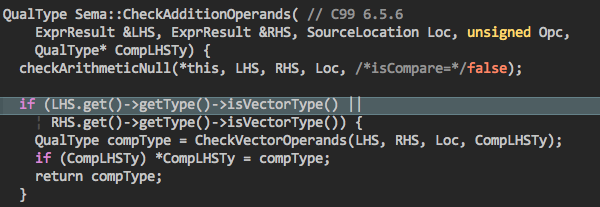 QualType Sema::CheckAdditionOperands( // C99 6.5.6
    ExprResult &LHS, ExprResult &RHS, SourceLocation Loc, unsigned Opc,
    QualType* CompLHSTy) {
  checkArithmeticNull(*this, LHS, RHS, Loc, /*isCompare=*/false);

  if (LHS.get()->getType()->isVectorType() ||
      RHS.get()->getType()->isVectorType()) {
    QualType compType = CheckVectorOperands(LHS, RHS, Loc, CompLHSTy);
    if (CompLHSTy) *CompLHSTy = compType;
    return compType;
  }